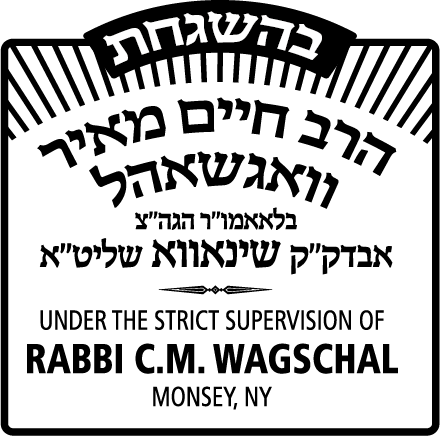 בהשגחת
הרב חיים מאיר
וואגשאהל
בלאאמו״ר הגה״צ
אבדק״ק שינאווא שליט״א
UNDER THE STRICT SUPERVISION OF
RABBI C.M. WAGSCHAL
MONSEY, NY